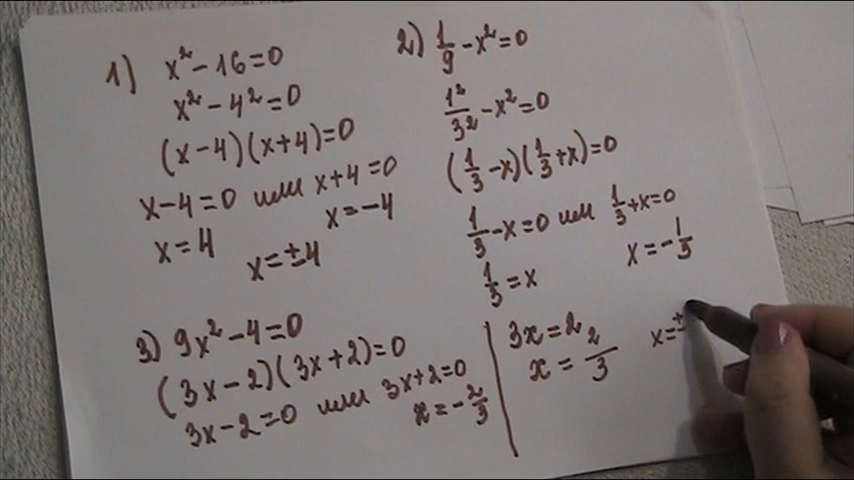 1) x² - 16 = 0
x² - 4² = 0
(x - 4)(x + 4) = 0
x - 4 = 0 или x + 4 = 0
x = 4 x = -4
x = ±4
2) 1/9 - x² = 0
1²/3² - x² = 0
(1/3 - x)(1/3 + x) = 0
1/3 - x = 0 или 1/3 + x = 0
1/3 = x x = -1/3
x = ±
3) 9x² - 4 = 0
(3x - 2)(3x + 2) = 0
3x - 2 = 0 или 3x + 2 = 0
x = -2/3
3x = 2
x = 2/3